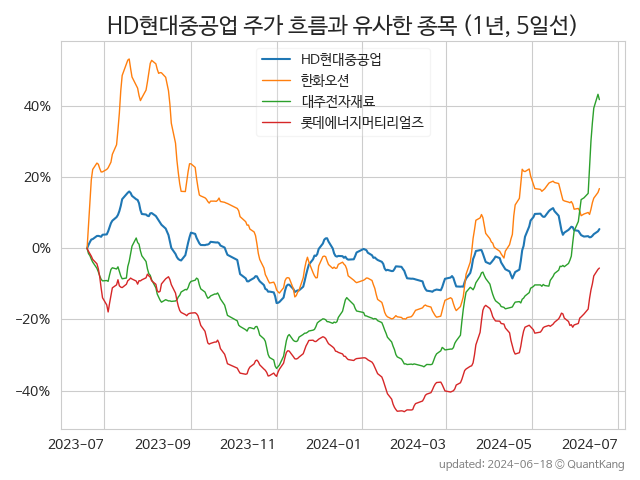 HD현대중공업 주가 흐름과 유사한 종목 (1년, 5일선)
HD현대중공업
한화오션
대주전자재료
롯데에너지머티리얼즈
40%
20%
0%
−20%
−40%
2023-07 2023-09 2023-11 2024-01 2024-03 2024-05 2024-07
updated: 2024-06-18 © QuantKang